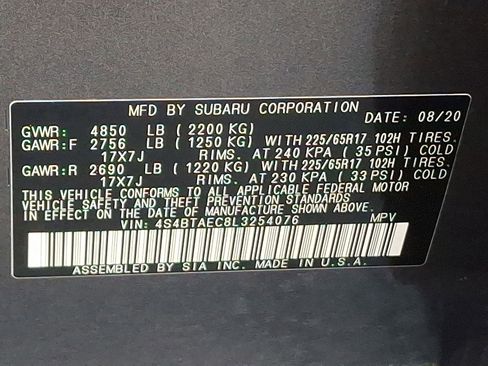 MFD BY SUBARU CORPORATION DATE: 08/20
GVWR: 4850 LB ( 2200 KG)
GAWR:F 2756 LB ( 1250 KG) WITH 225/65R17 102H TIRES.
17X7J RIMS. AT 240 KPA ( 35 PSI) COLD
GAWR:R 2690 LB ( 1220 KG) WITH 225/65R17 102H TIRES.
17X7J RIMS. AT 230 KPA ( 33 PSI) COLD
THIS VEHICLE CONFORMS TO ALL APPLICABLE FEDERAL MOTOR
VEHICLE SAFETY AND THEFT PREVENTION STANDARDS
IN EFFECT ON THE DATE OF MANUFACTURE SHOWN ABOVE.
VIN: 4S4BTAEC8L3254076 MPV
ASSEMBLED BY SIA INC. IN U.S.A.